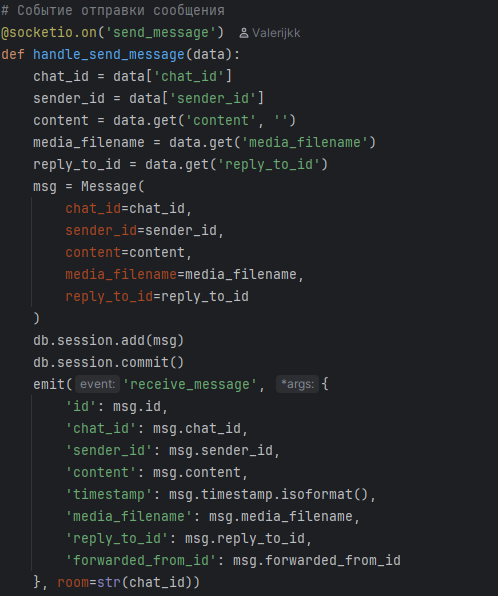 # Событие отправки сообщения
@socketio.on('send_message') Valerijkk
def handle_send_message(data):
    chat_id = data['chat_id']
    sender_id = data['sender_id']
    content = data.get('content', '')
    media_filename = data.get('media_filename')
    reply_to_id = data.get('reply_to_id')
    msg = Message(
        chat_id=chat_id,
        sender_id=sender_id,
        content=content,
        media_filename=media_filename,
        reply_to_id=reply_to_id
    )
    db.session.add(msg)
    db.session.commit()
    emit( event: 'receive_message', *args: {
        'id': msg.id,
        'chat_id': msg.chat_id,
        'sender_id': msg.sender_id,
        'content': msg.content,
        'timestamp': msg.timestamp.isoformat(),
        'media_filename': msg.media_filename,
        'reply_to_id': msg.reply_to_id,
        'forwarded_from_id': msg.forwarded_from_id
    }, room=str(chat_id))